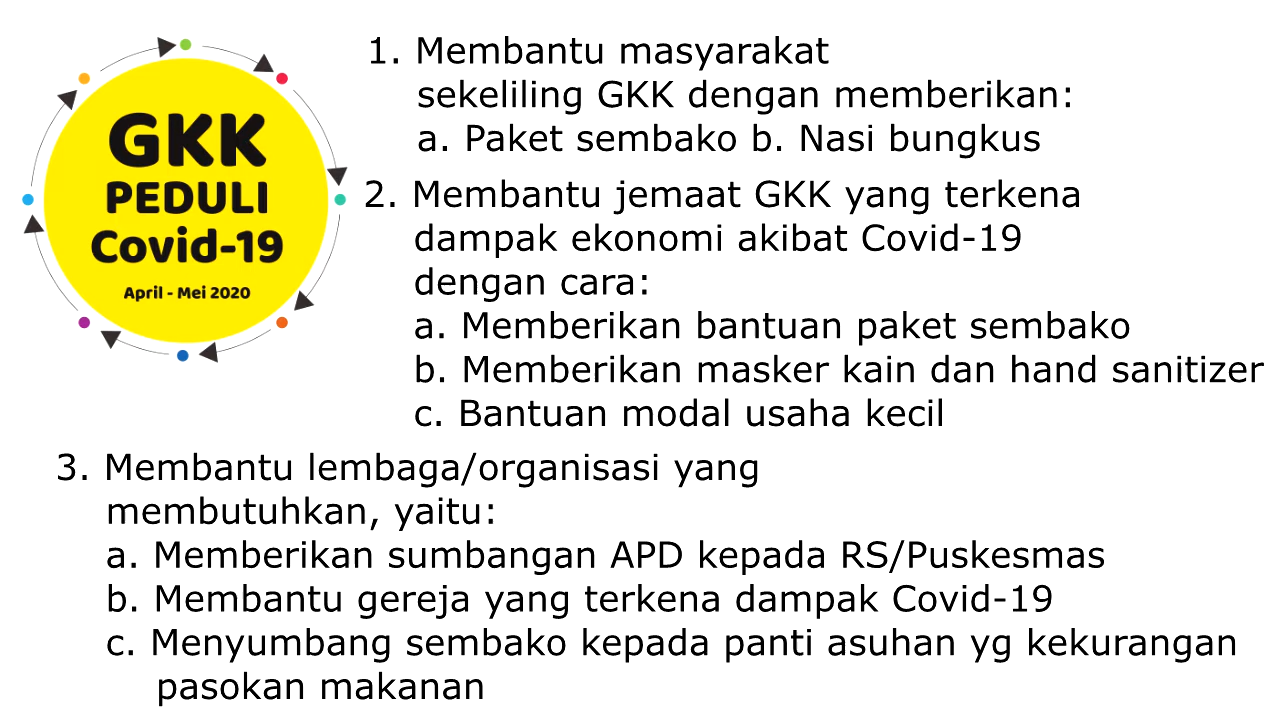 GKK
PEDULI
Covid-19
April - Mei 2020
1. Membantu masyarakat
sekeliling GKK dengan memberikan:
a. Paket sembako b. Nasi bungkus
2. Membantu jemaat GKK yang terkena
dampak ekonomi akibat Covid-19
dengan cara:
a. Memberikan bantuan paket sembako
b. Memberikan masker kain dan hand sanitizer
c. Bantuan modal usaha kecil
3. Membantu lembaga/organisasi yang
membutuhkan, yaitu:
a. Memberikan sumbangan APD kepada RS/Puskesmas
b. Membantu gereja yang terkena dampak Covid-19
c. Menyumbang sembako kepada panti asuhan yg kekurangan
pasokan makanan